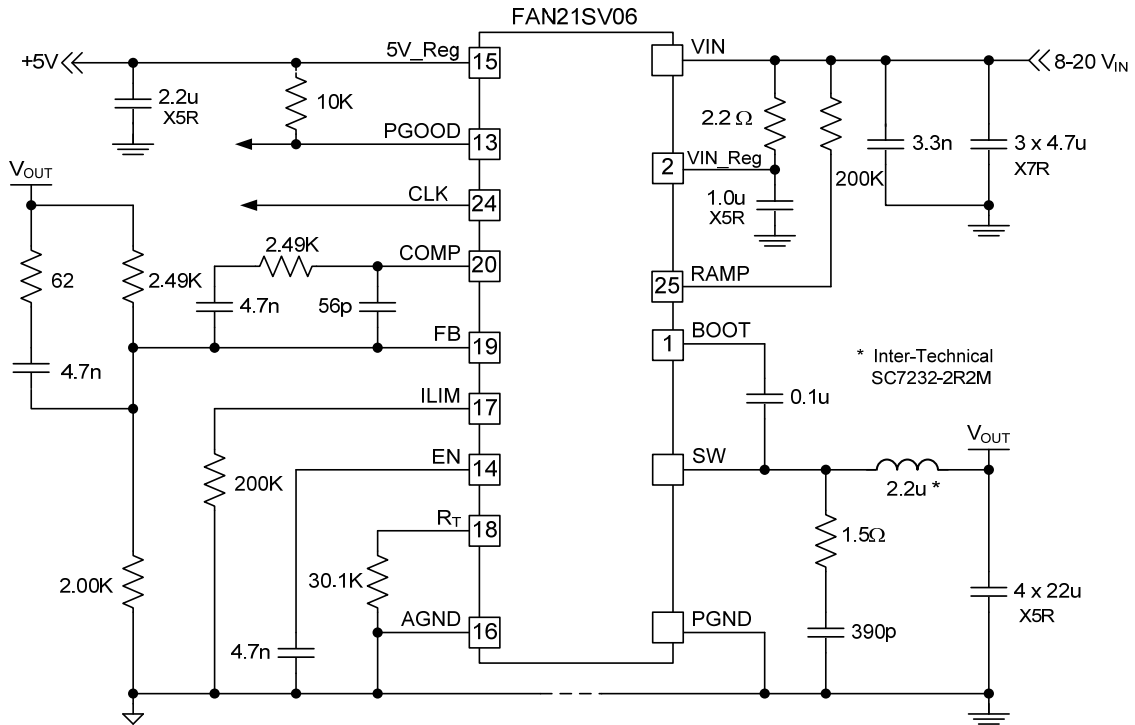 FAN21SV06
+5V
5V_Reg
15
VIN
8-20 VIN
2.2u
X5R
10K
2.2 Ω
3.3n
3 x 4.7u
X7R
PGOOD
13
2
VIN_Reg
200K
VOUT
CLK
24
1.0u
X5R
2.49K
COMP
20
62
2.49K
4.7n
56p
25
RAMP
FB
19
1
BOOT
* Inter-Technical
SC7232-2R2M
4.7n
0.1u
ILIM
17
VOUT
EN
14
SW
200K
2.2u *
RT
18
1.5Ω
2.00K
30.1K
4 x 22u
X5R
AGND
16
PGND
4.7n
390p